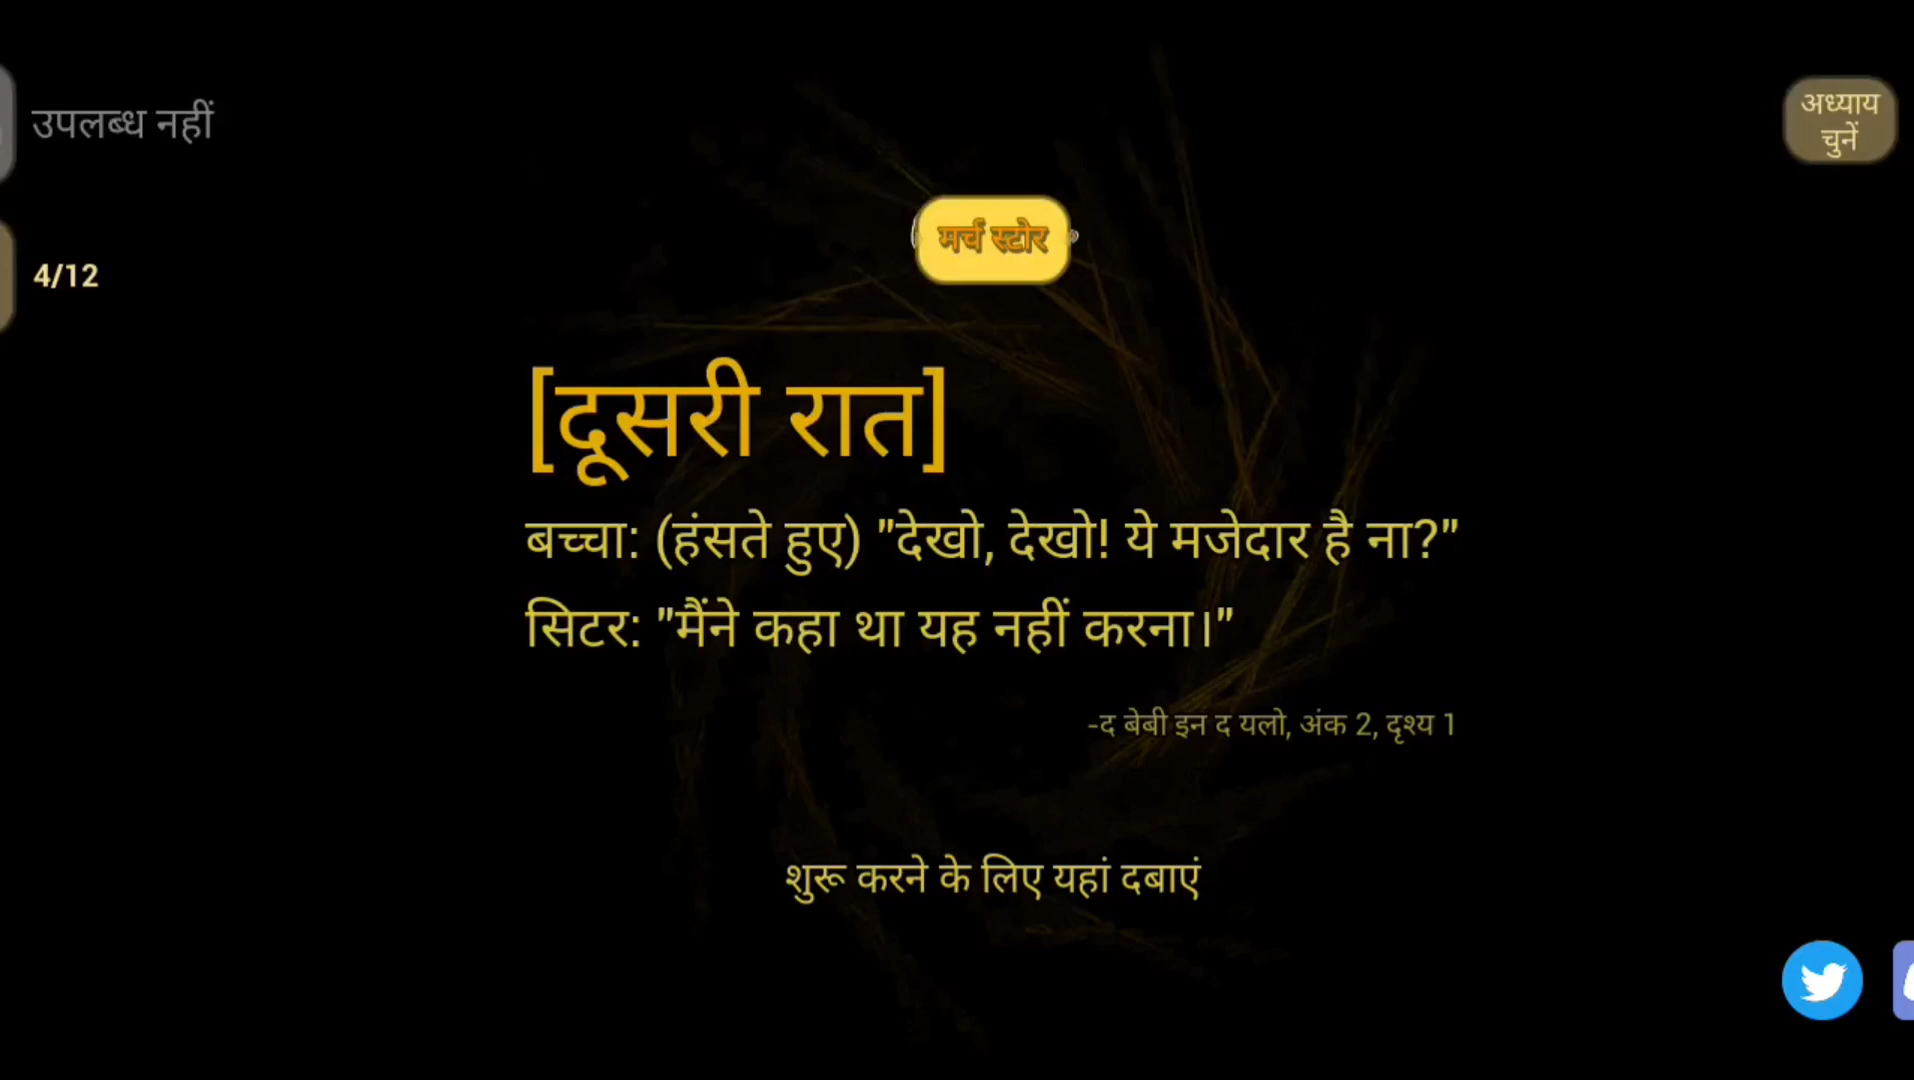 उपलब्ध नहीं
अध्याय
चुनें
मर्च स्टोर
4/12
[दूसरी रात]
बच्चा: (हंसते हुए) "देखो, देखो! ये मजेदार है ना?"
सिटर: "मैंने कहा था यह नहीं करना।"
-द बेबी इन द यलो, अंक 2, दृश्य 1
शुरू करने के लिए यहां दबाएं